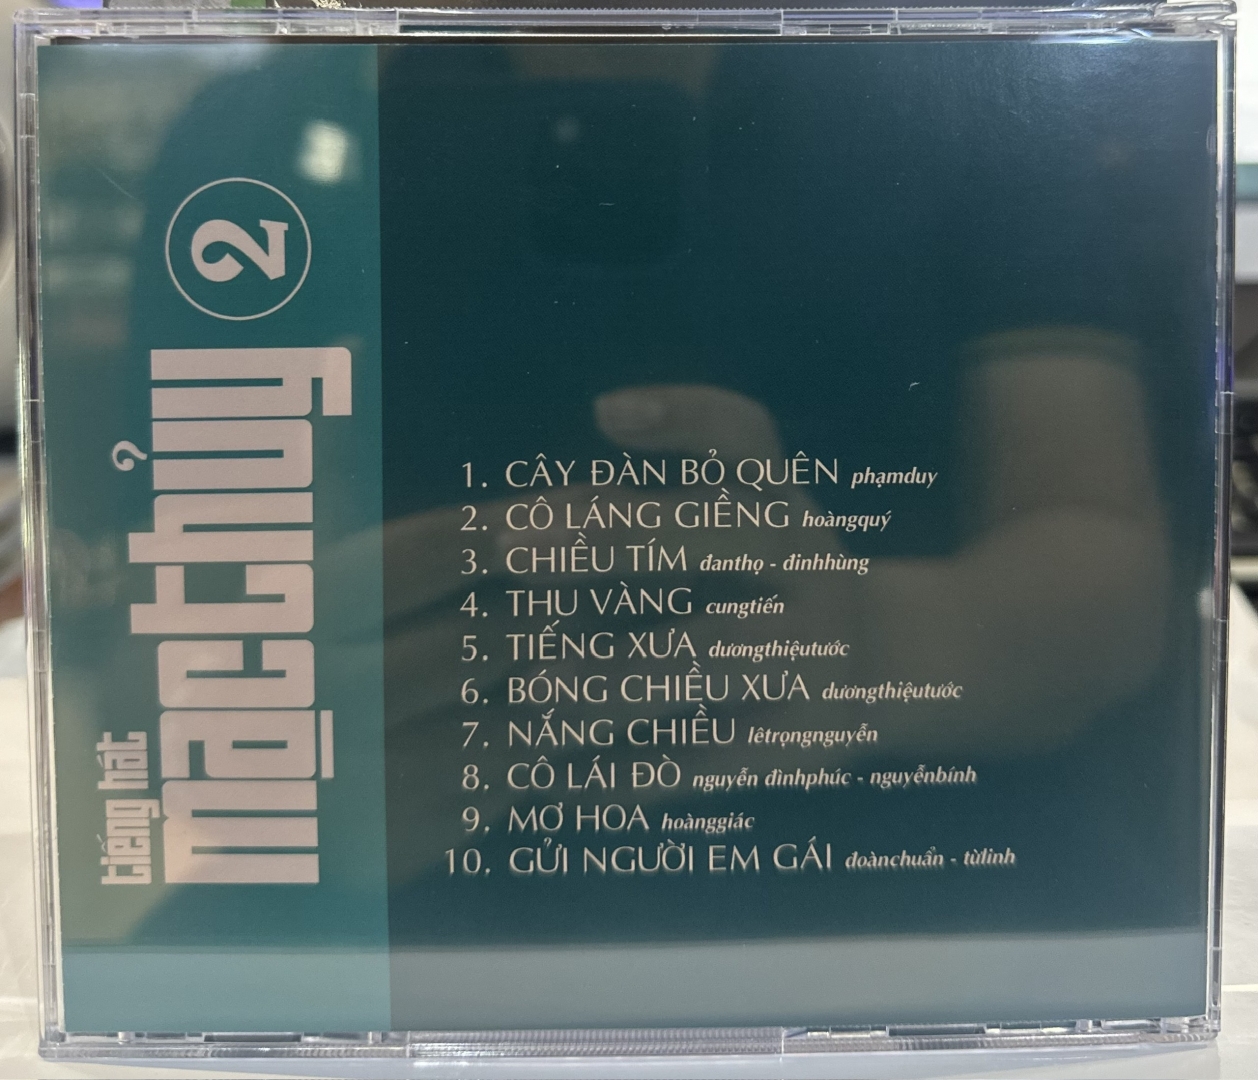 tiếng hát
mạcthủy 2
1. CÂY ĐÀN BỎ QUÊN phạmduy
2. CÔ LÁNG GIỀNG hoàngquý
3. CHIỀU TÍM đanthọ - đinhhùng
4. THU VÀNG cungtiến
5. TIẾNG XƯA dươngthiệutước
6. BÓNG CHIỀU XƯA dươngthiệutước
7. NẮNG CHIỀU lêtrọngnguyễn
8. CÔ LÁI ĐÒ nguyễn đìnhphúc - nguyễnbính
9. MƠ HOA hoànggiác
10. GỬI NGƯỜI EM GÁI đoànchuẩn - từlinh